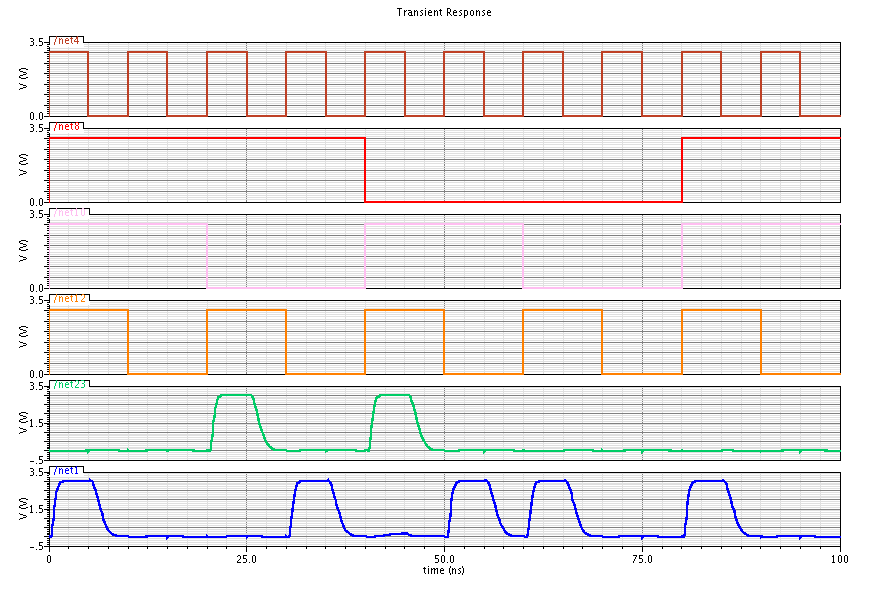 Transient Response
/net4
3.5
V (V)
0.0
/net8
3.5
V (V)
0.0
/net10
3.5
V (V)
0.0
/net12
3.5
V (V)
0.0
/net23
3.5
V (V)
1.5
-.5
/net1
3.5
V (V)
1.5
-.5
0 25.0 50.0 75.0 100
time (ns)